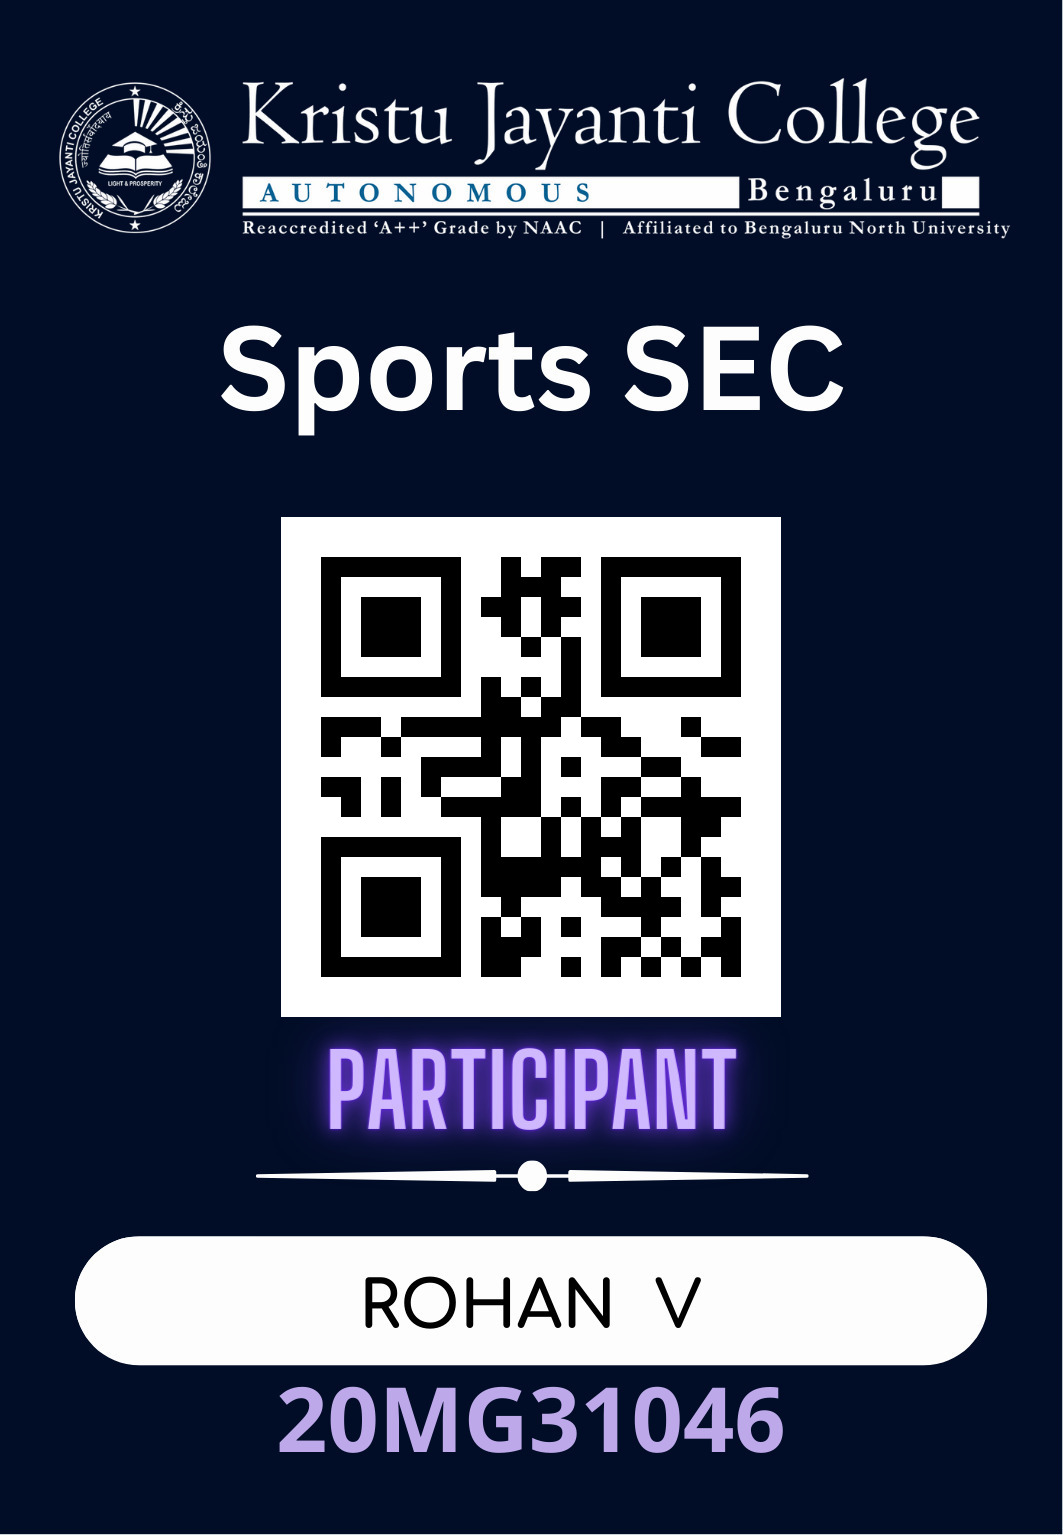 Kristu Jayanti College
AUTONOMOUS Bengaluru
Reaccredited ‘A++’ Grade by NAAC | Affiliated to Bengaluru North University
KRISTU JAYANTI COLLEGE
LIGHT & PROSPERITY
Sports SEC
PARTICIPANT
ROHAN V
20MG31046